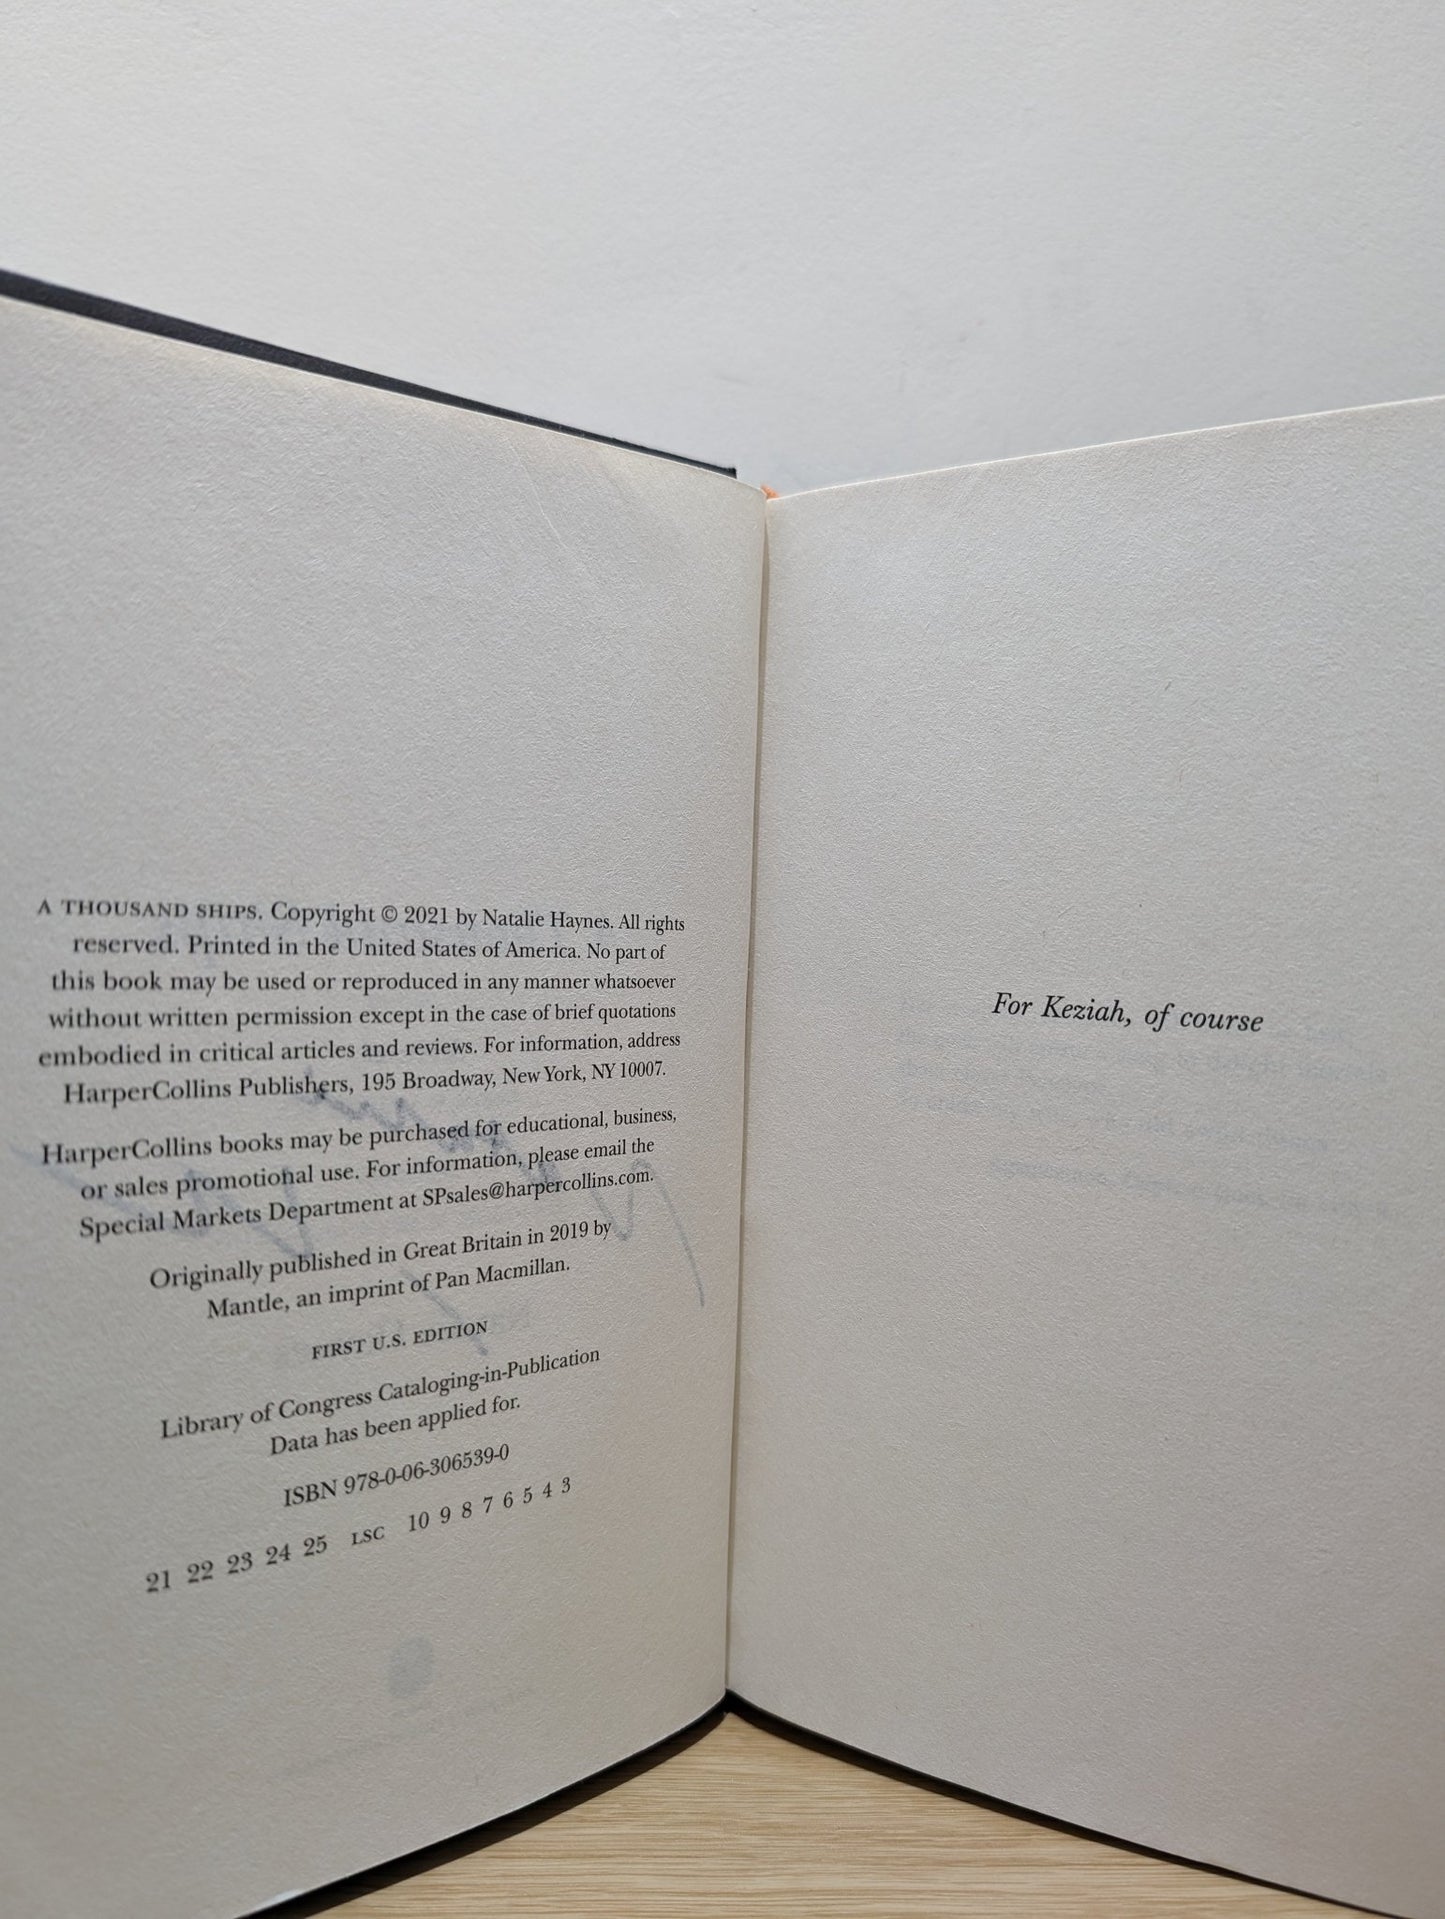 A THOUSAND SHIPS. Copyright © 2021 by Natalie Haynes. All rights
reserved. Printed in the United States of America. No part of
this book may be used or reproduced in any manner whatsoever
without written permission except in the case of brief quotations
embodied in critical articles and reviews. For information, address
HarperCollins Publishers, 195 Broadway, New York, NY 10007.
HarperCollins books may be purchased for educational, business,
or sales promotional use. For information, please email the
Special Markets Department at SPsales@harpercollins.com.
Originally published in Great Britain in 2019 by
Mantle, an imprint of Pan Macmillan.
FIRST U.S. EDITION
Library of Congress Cataloging-in-Publication
Data has been applied for.
ISBN 978-0-06-306539-0
21 22 23 24 25 LSC 10 9 8 7 6 5 4 3
For Keziah, of course